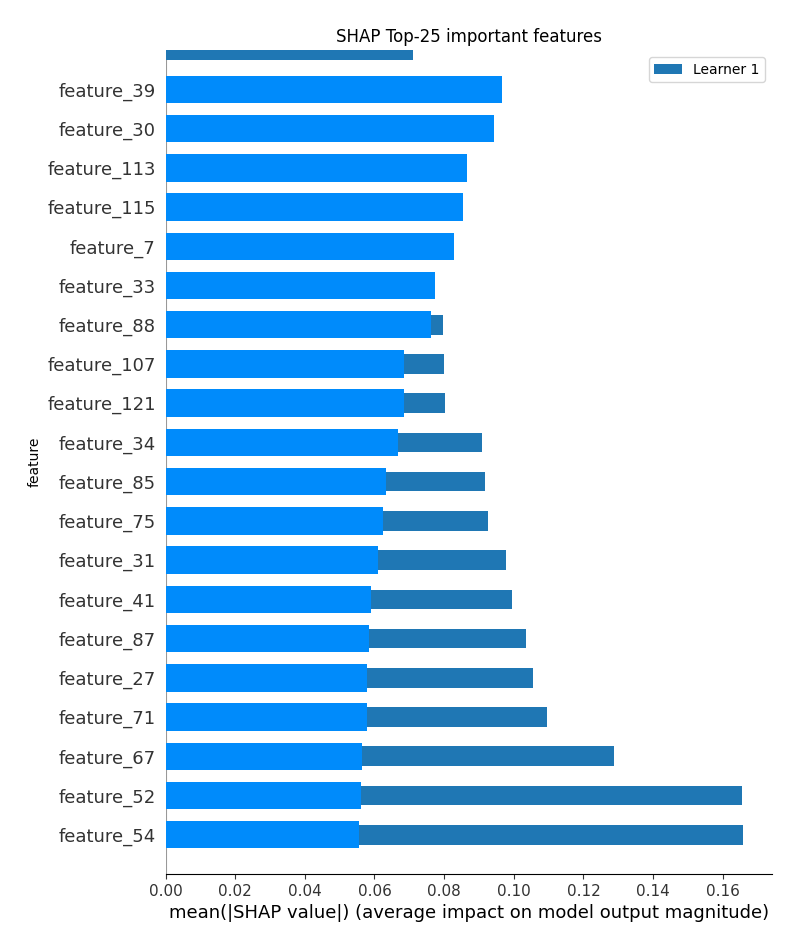 SHAP Top-25 important features
Learner 1
feature_39
feature_30
feature_113
feature_115
feature_7
feature_33
feature_88
feature_107
feature_121
feature_34
feature_85
feature_75
feature_31
feature_41
feature_87
feature_27
feature_71
feature_67
feature_52
feature_54
feature
0.00 0.02 0.04 0.06 0.08 0.10 0.12 0.14 0.16
mean(|SHAP value|) (average impact on model output magnitude)